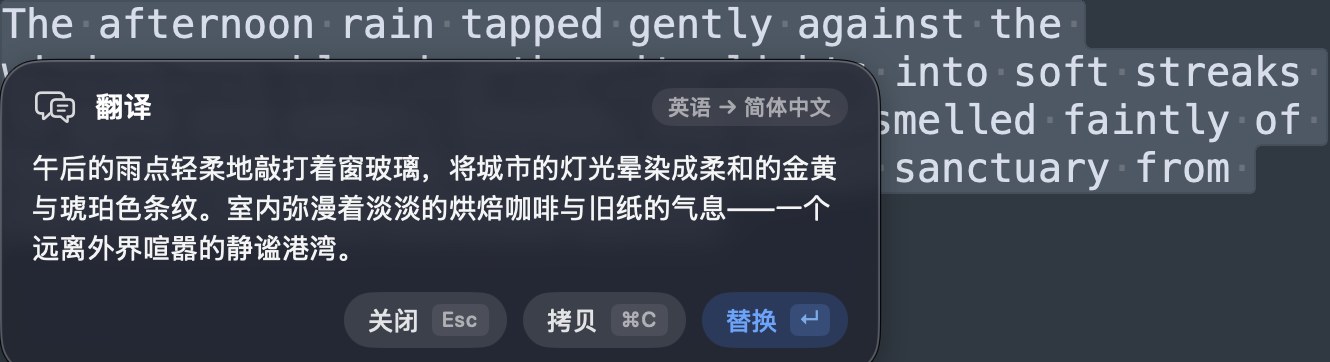 The afternoon rain tapped gently against the
into soft streaks
smelled faintly of
sanctuary from
翻译
英语 → 简体中文
午后的雨点轻柔地敲打着窗玻璃，将城市的灯光晕染成柔和的金黄
与琥珀色条纹。室内弥漫着淡淡的烘焙咖啡与旧纸的气息——一个
远离外界喧嚣的静谧港湾。
关闭 Esc 拷贝 ⌘C 替换 ↵